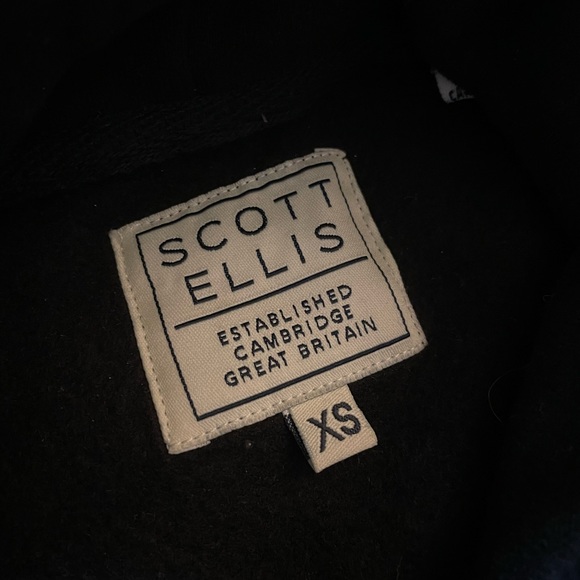 SCOTT
ELLIS
ESTABLISHED
CAMBRIDGE
GREAT BRITAIN
XS